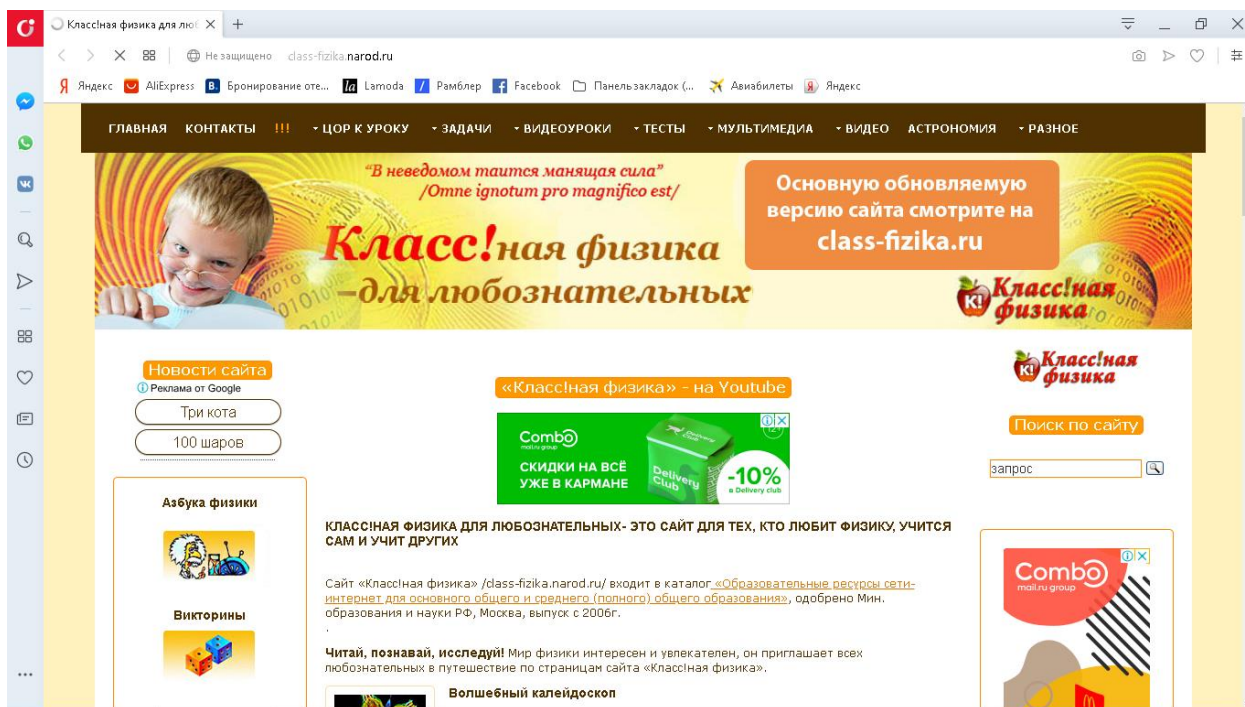 Класс!ная физика для люб
Не защищено class-fizika.narod.ru
Яндекс AliExpress Бронирование оте... Lamoda Рамблер Facebook Панель закладок (... Авиабилеты Яндекс
ГЛАВНАЯ КОНТАКТЫ !!! ЦОР К УРОКУ ЗАДАЧИ ВИДЕОУРОКИ ТЕСТЫ МУЛЬТИМЕДИА ВИДЕО АСТРОНОМИЯ РАЗНОЕ
"В неведомом таится манящая сила"
/Omne ignotum pro magnifico est/
Класс!ная физика
–для любознательных
Основную обновляемую
версию сайта смотрите на
class-fizika.ru
К! Класс!ная
физика
Новости сайта
Реклама от Google
Три кота
100 шаров
Азбука физики
Викторины
«Класс!ная физика» - на Youtube
Combo
mail.ru group
СКИДКИ НА ВСЁ
УЖЕ В КАРМАНЕ
Delivery
Club
-10%
в Delivery club
12+
КЛАСС!НАЯ ФИЗИКА ДЛЯ ЛЮБОЗНАТЕЛЬНЫХ- ЭТО САЙТ ДЛЯ ТЕХ, КТО ЛЮБИТ ФИЗИКУ, УЧИТСЯ
САМ И УЧИТ ДРУГИХ
Сайт «Класс!ная физика» /class-fizika.narod.ru/ входит в каталог «Образовательные ресурсы сети-
интернет для основного общего и среднего (полного) общего образования», одобрено Мин.
образования и науки РФ, Москва, выпуск с 2006г.
.
Читай, познавай, исследуй! Мир физики интересен и увлекателен, он приглашает всех
любознательных в путешествие по страницам сайта «Класс!ная физика».
Волшебный калейдоскоп
К! Класс!ная
физика
Поиск по сайту
запрос
Combo
mail.ru group